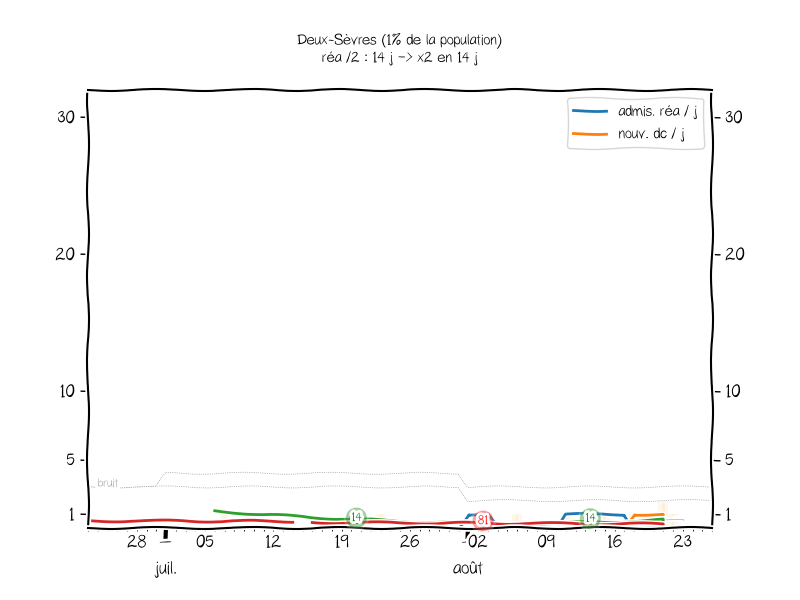 Deux-Sèvres (1% de la population)
réa /2 : 14 j -> x2 en 14 j
admis. réa / j
nouv. dc / j
30 30
20 20
10 10
5 5
bruit
1 1
14 81 14
28 05 12 19 26 02 09 16 23
juil. août